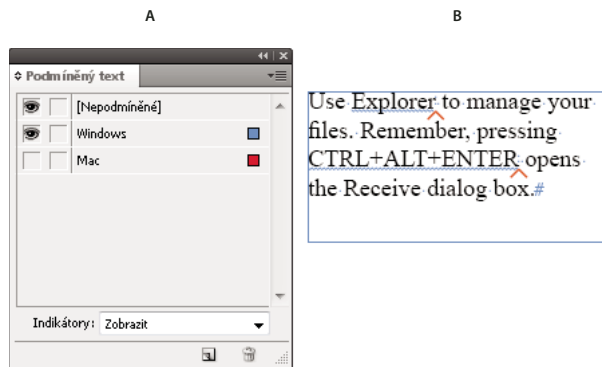 A
B
Podmíněný text
[Nepodmíněné]
Windows
Mac
Indikátory: Zobrazit
Use Explorer to manage your
files. Remember, pressing
CTRL+ALT+ENTER opens
the Receive dialog box.#